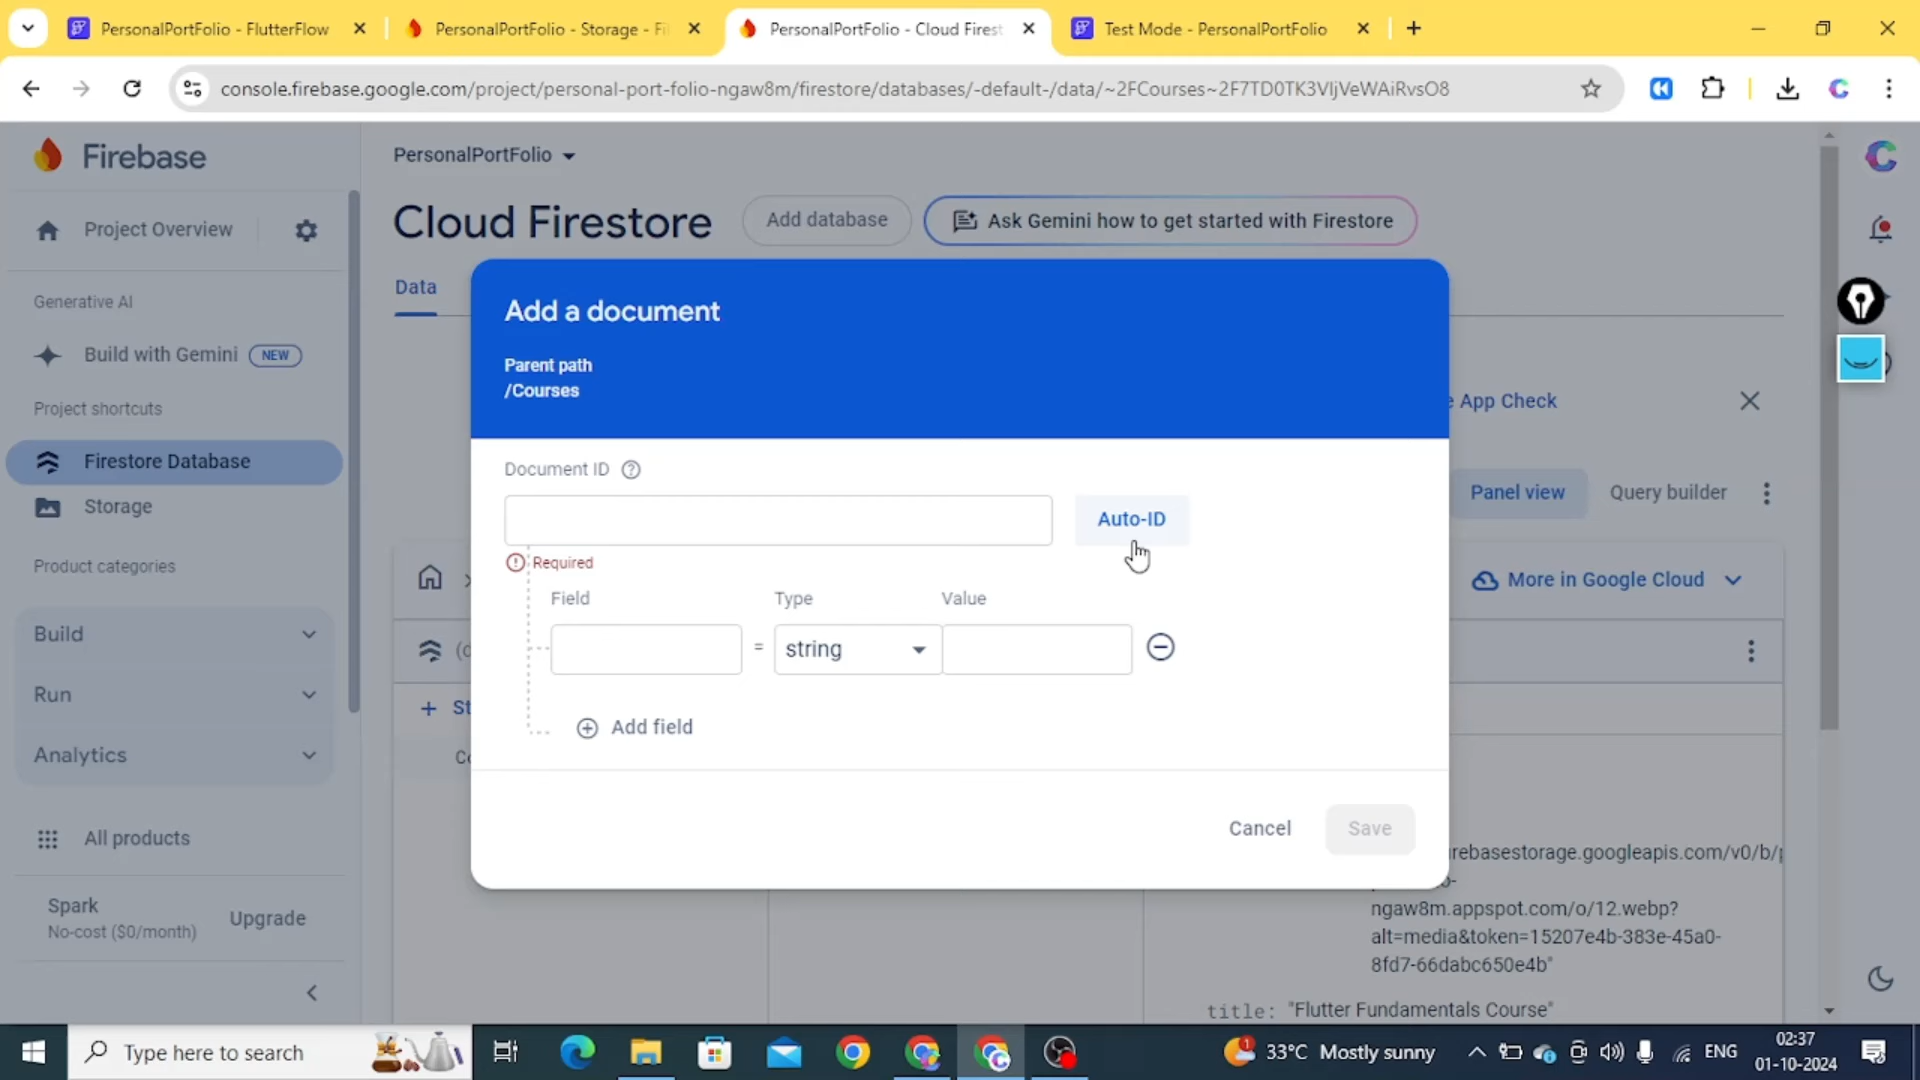 PersonalPortFolio - FlutterFlow
PersonalPortFolio - Storage - Fi
PersonalPortFolio - Cloud Firest
Test Mode - PersonalPortFolio
console.firebase.google.com/project/personal-port-folio-ngaw8m/firestore/databases/-default-/data/~2FCourses~2F7TD0TK3VljVeWAiRvsO8
Firebase
PersonalPortFolio
Project Overview
Cloud Firestore
Add database
Ask Gemini how to get started with Firestore
Generative AI
Data
Build with Gemini
NEW
Project shortcuts
Firestore Database
Storage
Product categories
Build
Run
Analytics
All products
Spark
No-cost ($0/month)
Upgrade
Add a document
Parent path
/Courses
App Check
Document ID
Auto-ID
Required
Panel view
Query builder
Field
Type
Value
More in Google Cloud
= string
(d
+ St
Add field
Co
Cancel
Save
rebasestorage.googleapis.com/v0/b/p
o-
ngaw8m.appspot.com/o/12.webp?
alt=media&token=15207e4b-383e-45a0-
8fd7-66dabc650e4b"
title: "Flutter Fundamentals Course"
Type here to search
1
33°C Mostly sunny
ENG
02:37
01-10-2024